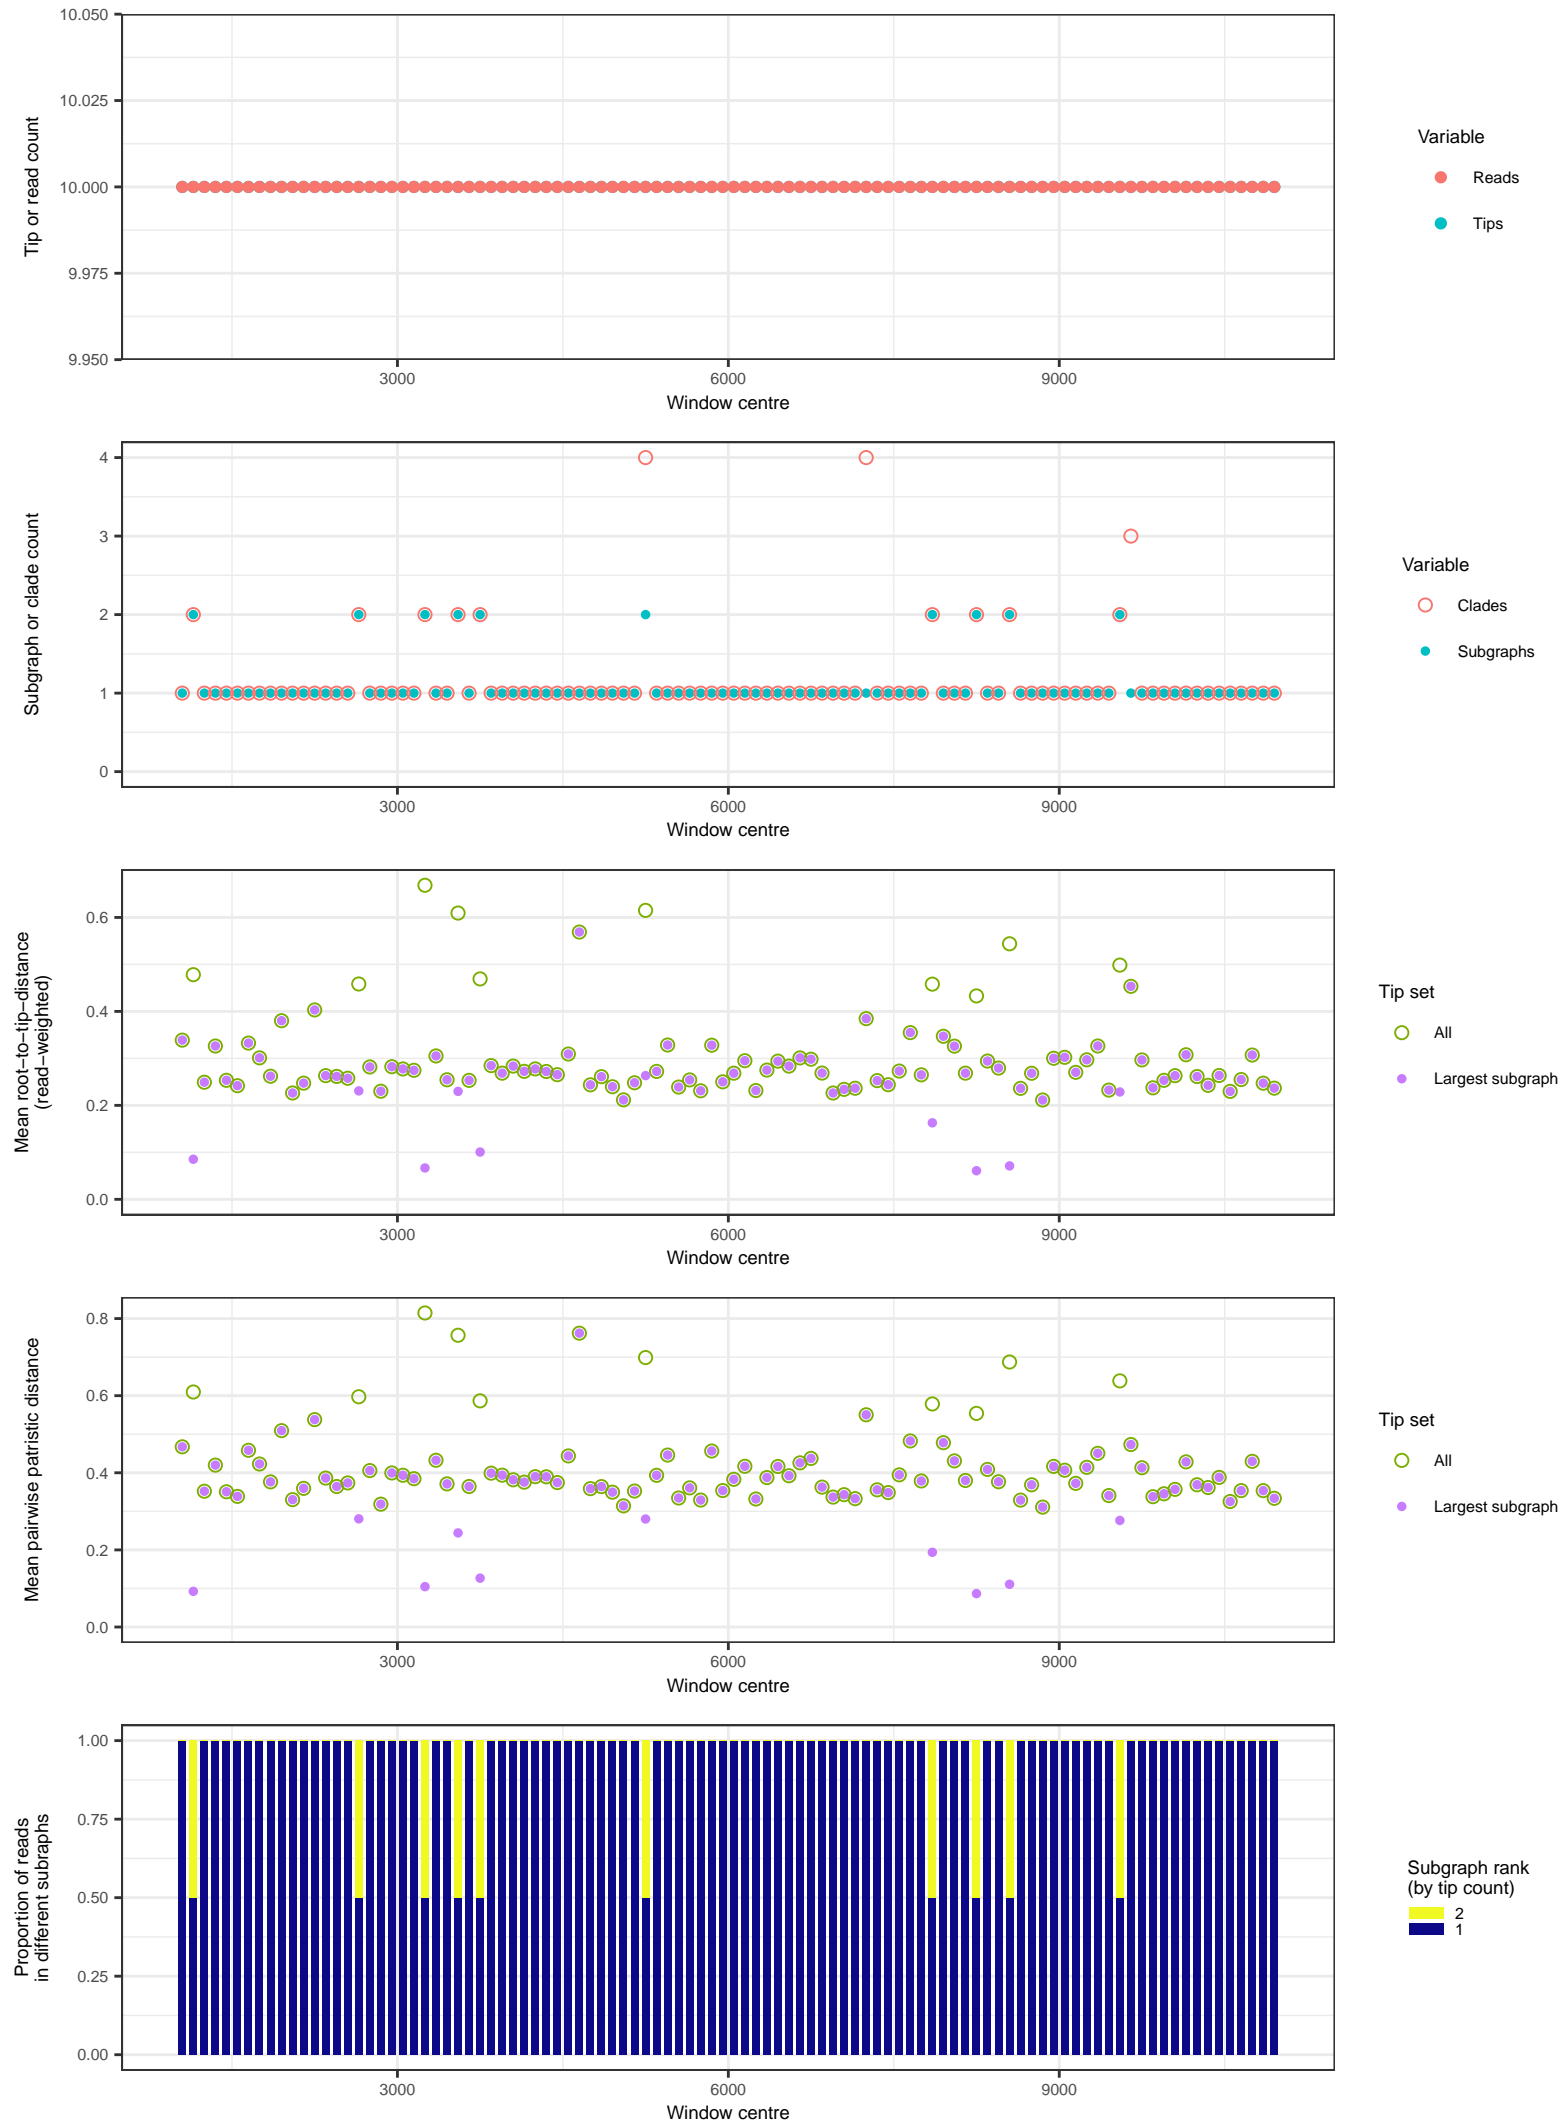 10.050
10.025
10.000
9.975
9.950
Tip or read count
3000 6000 9000
Window centre
Variable
Reads
Tips
4
3
2
1
0
Subgraph or clade count
3000 6000 9000
Window centre
Variable
Clades
Subgraphs
0.6
0.4
0.2
0.0
Mean root−to−tip−distance
(read−weighted)
3000 6000 9000
Window centre
Tip set
All
Largest subgraph
0.8
0.6
0.4
0.2
0.0
Mean pairwise patristic distance
3000 6000 9000
Window centre
Tip set
All
Largest subgraph
1.00
0.75
0.50
0.25
0.00
Proportion of reads
in different subraphs
3000 6000 9000
Window centre
Subgraph rank
(by tip count)
2
1